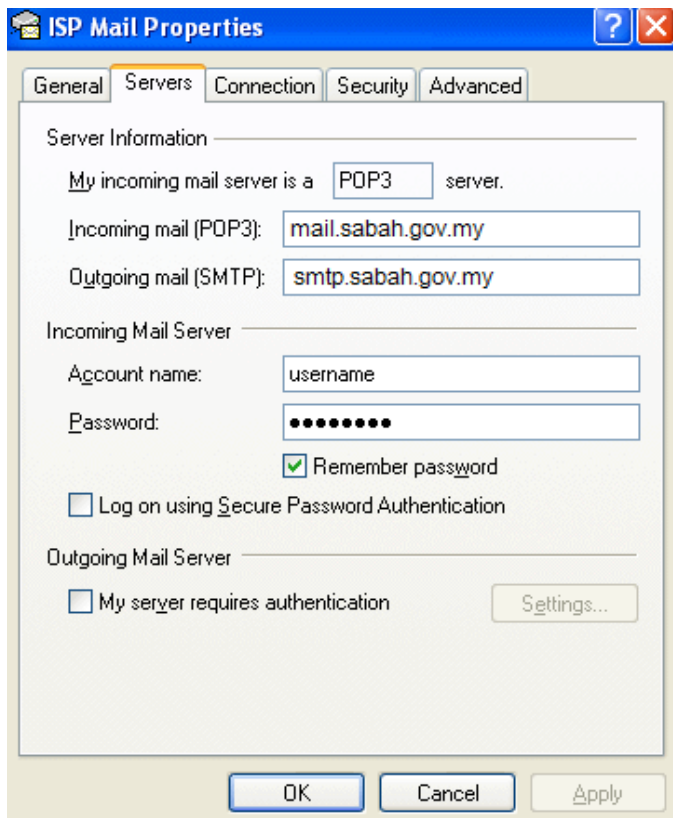 ISP Mail Properties
General Servers Connection Security Advanced
Server Information
My incoming mail server is a POP3 server.
Incoming mail (POP3): mail.sabah.gov.my
Outgoing mail (SMTP): smtp.sabah.gov.my
Incoming Mail Server
Account name: username
Password: ●●●●●●●●
Remember password
Log on using Secure Password Authentication
Outgoing Mail Server
My server requires authentication Settings...
OK Cancel Apply